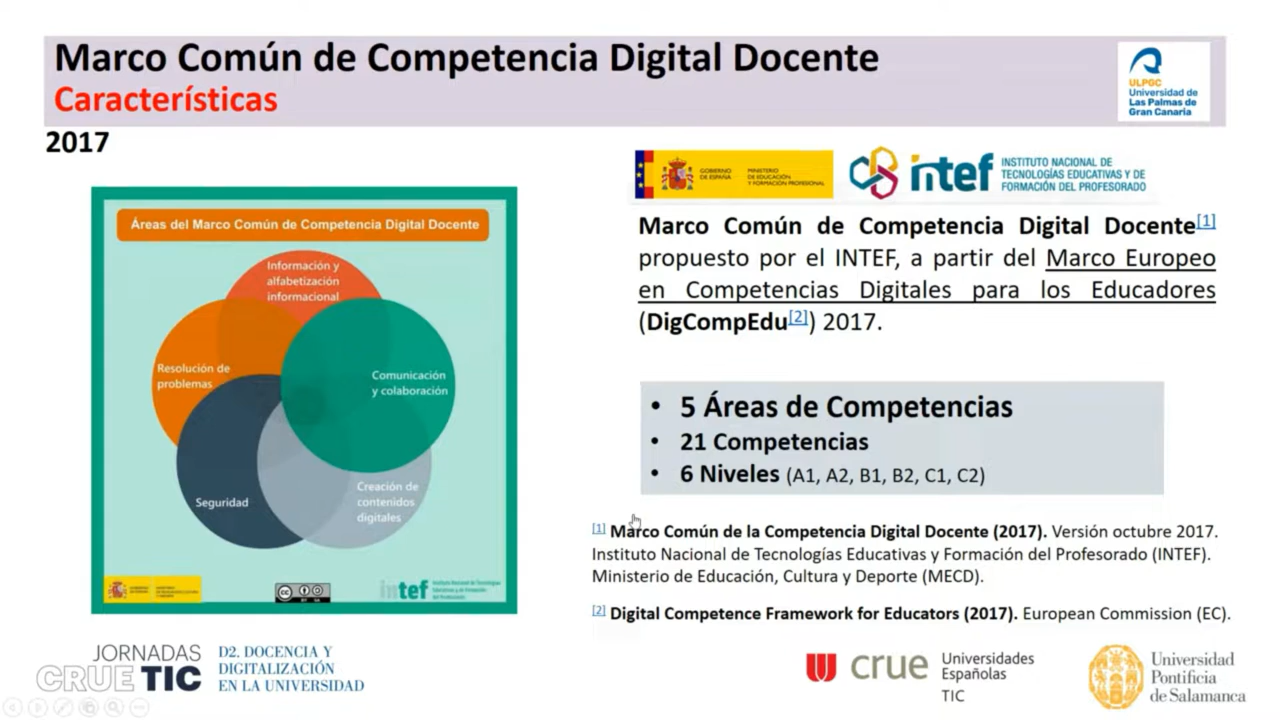 Marco Común de Competencia Digital Docente
Características
ULPGC
Universidad de
Las Palmas de
Gran Canaria
2017
Áreas del Marco Común de Competencia Digital Docente
Información y
alfabetización
informacional
Resolución de
problemas
Comunicación
y colaboración
Seguridad
Creación de
contenidos
digitales
intef
GOBIERNO
DE ESPAÑA
MINISTERIO
DE EDUCACIÓN
Y FORMACIÓN PROFESIONAL
intef
INSTITUTO NACIONAL DE
TECNOLOGÍAS EDUCATIVAS Y DE
FORMACIÓN DEL PROFESORADO
Marco Común de Competencia Digital Docente[1]
propuesto por el INTEF, a partir del Marco Europeo
en Competencias Digitales para los Educadores
(DigCompEdu[2]) 2017.
• 5 Áreas de Competencias
• 21 Competencias
• 6 Niveles (A1, A2, B1, B2, C1, C2)
[1] Marco Común de la Competencia Digital Docente (2017). Versión octubre 2017.
Instituto Nacional de Tecnologías Educativas y Formación del Profesorado (INTEF).
Ministerio de Educación, Cultura y Deporte (MECD).
[2] Digital Competence Framework for Educators (2017). European Commission (EC).
JORNADAS
CRUE TIC
D2. DOCENCIA Y
DIGITALIZACIÓN
EN LA UNIVERSIDAD
crue
Universidades
Españolas
TIC
Universidad
Pontificia
de Salamanca